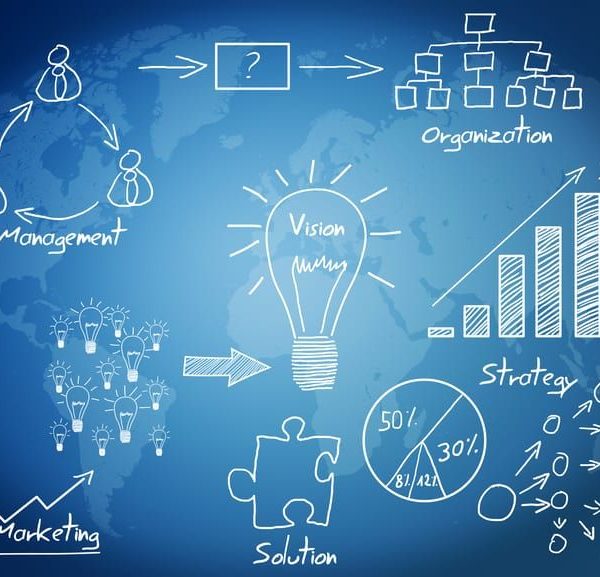 ?
Organization
Management
Vision
Strategy
50%
30%
8%
12%
Marketing
Solution